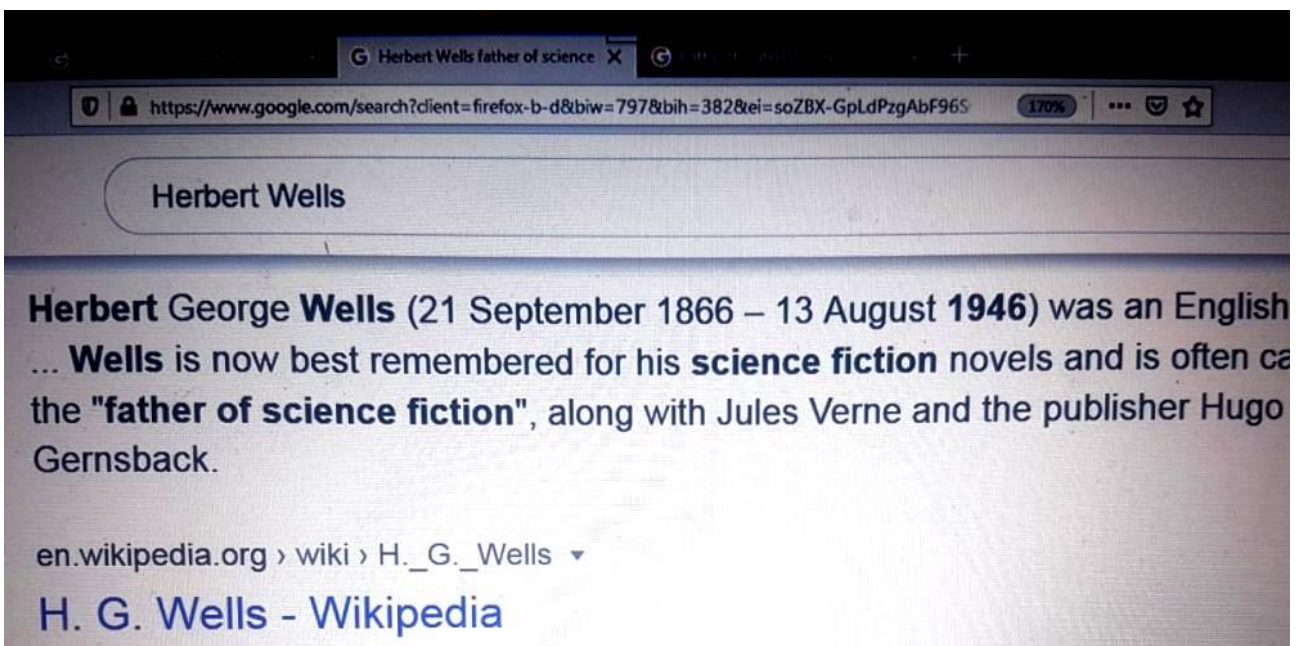 G Herbert Wells father of science X G +
https://www.google.com/search?client=firefox-b-d&biw=797&bih=382&ei=soZBX-GpLdPzgAbF96S 170%
Herbert Wells
Herbert George Wells (21 September 1866 – 13 August 1946) was an English
... Wells is now best remembered for his science fiction novels and is often ca
the "father of science fiction", along with Jules Verne and the publisher Hugo
Gernsback.
en.wikipedia.org › wiki › H._G._Wells
H. G. Wells - Wikipedia